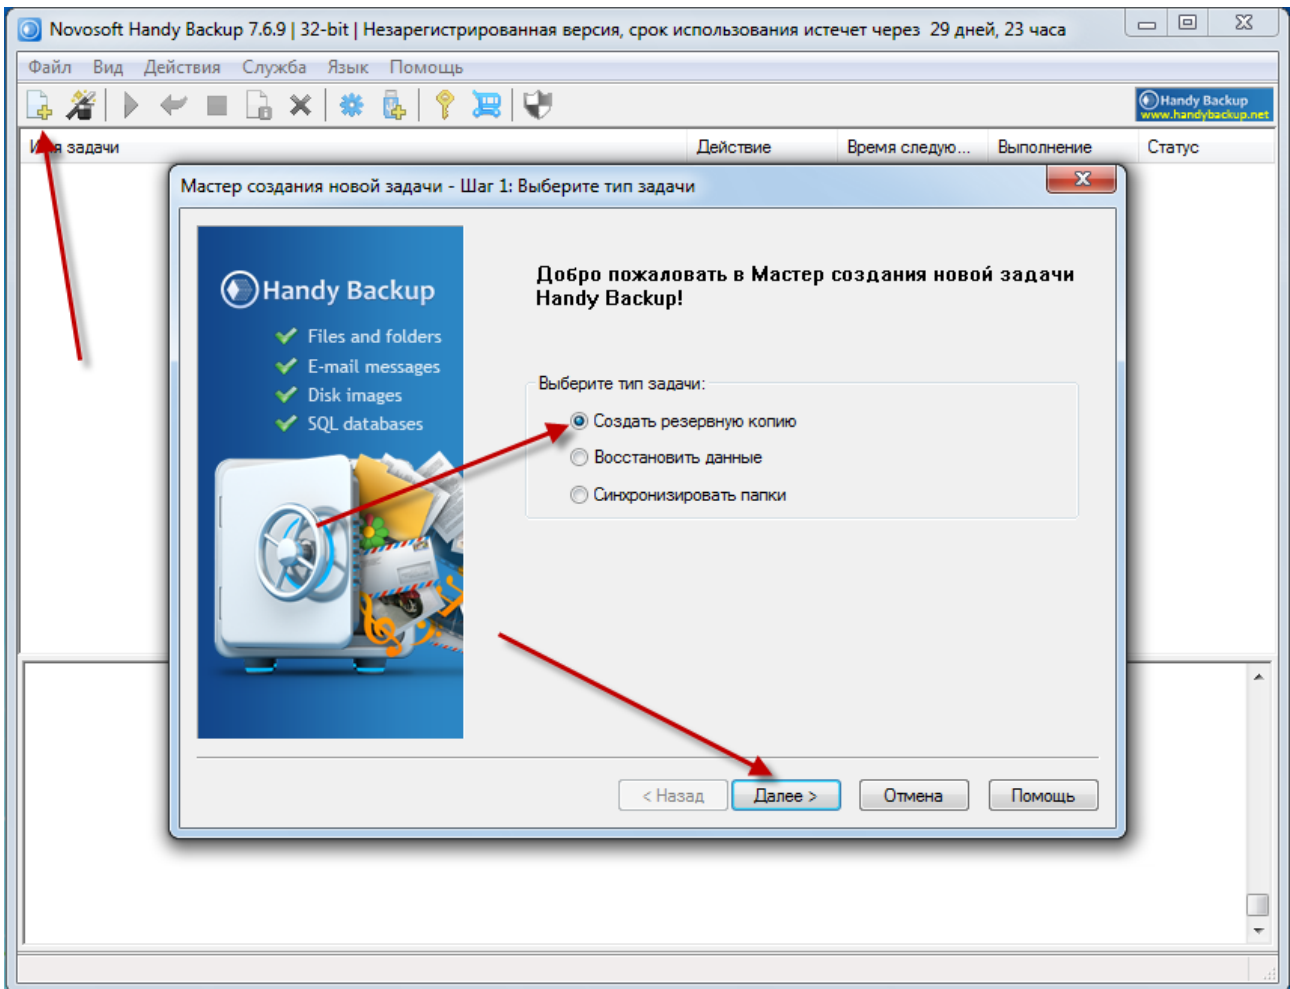 Novosoft Handy Backup 7.6.9 | 32-bit | Незарегистрированная версия, срок использования истечет через 29 дней, 23 часа
Файл Вид Действия Служба Язык Помощь
Handy Backup
www.handybackup.net
задачи Действие Время следую... Выполнение Статус
Мастер создания новой задачи - Шаг 1: Выберите тип задачи
Handy Backup
Files and folders
E-mail messages
Disk images
SQL databases
Добро пожаловать в Мастер создания новой задачи
Handy Backup!
Выберите тип задачи:
Создать резервную копию
Восстановить данные
Синхронизировать папки
< Назад Далее > Отмена Помощь